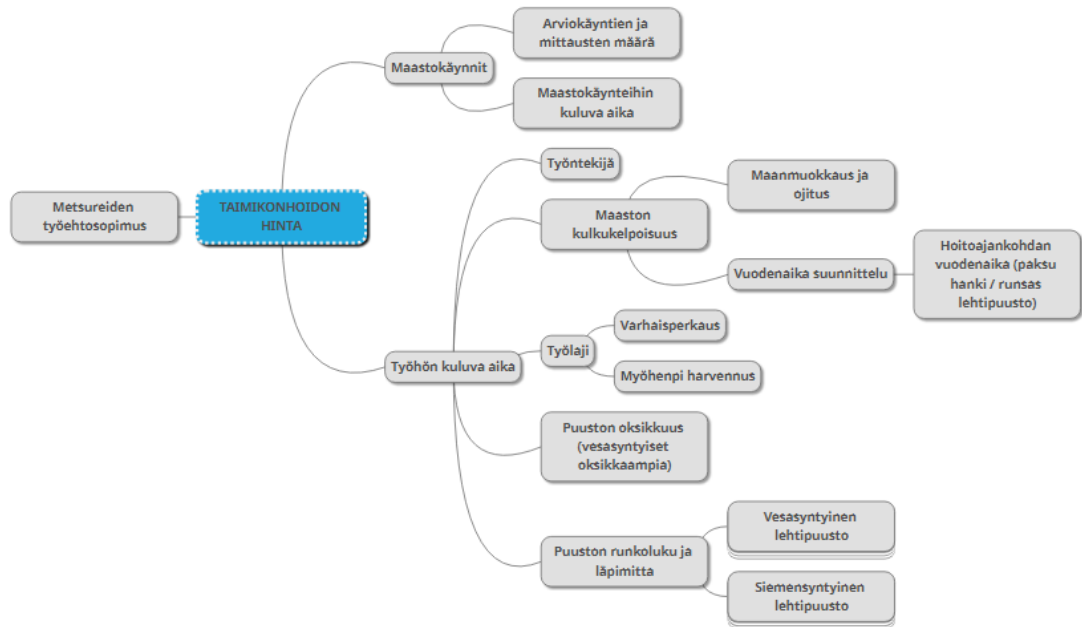 Arviokäyntien ja
mittausten määrä
Maastokäynnit
Maastokäynteihin
kuluva aika
Työntekijä
Maanmuokkaus ja
ojitus
Metsureiden
työehtosopimus
TAIMIKONHOIDON
HINTA
Maaston
kulkukelpoisuus
Vuodenaika suunnittelu
Hoitoajankohdan
vuodenaika (paksu
hanki / runsas
lehtipuusto)
Varhaisperkaus
Työlaji
Työhön kuluva aika
Myöhenpi harvennus
Puuston oksikkuus
(vesasyntyiset
oksikkaampia)
Vesasyntyinen
lehtipuusto
Puuston runkoluku ja
läpimitta
Siemensyntyinen
lehtipuusto